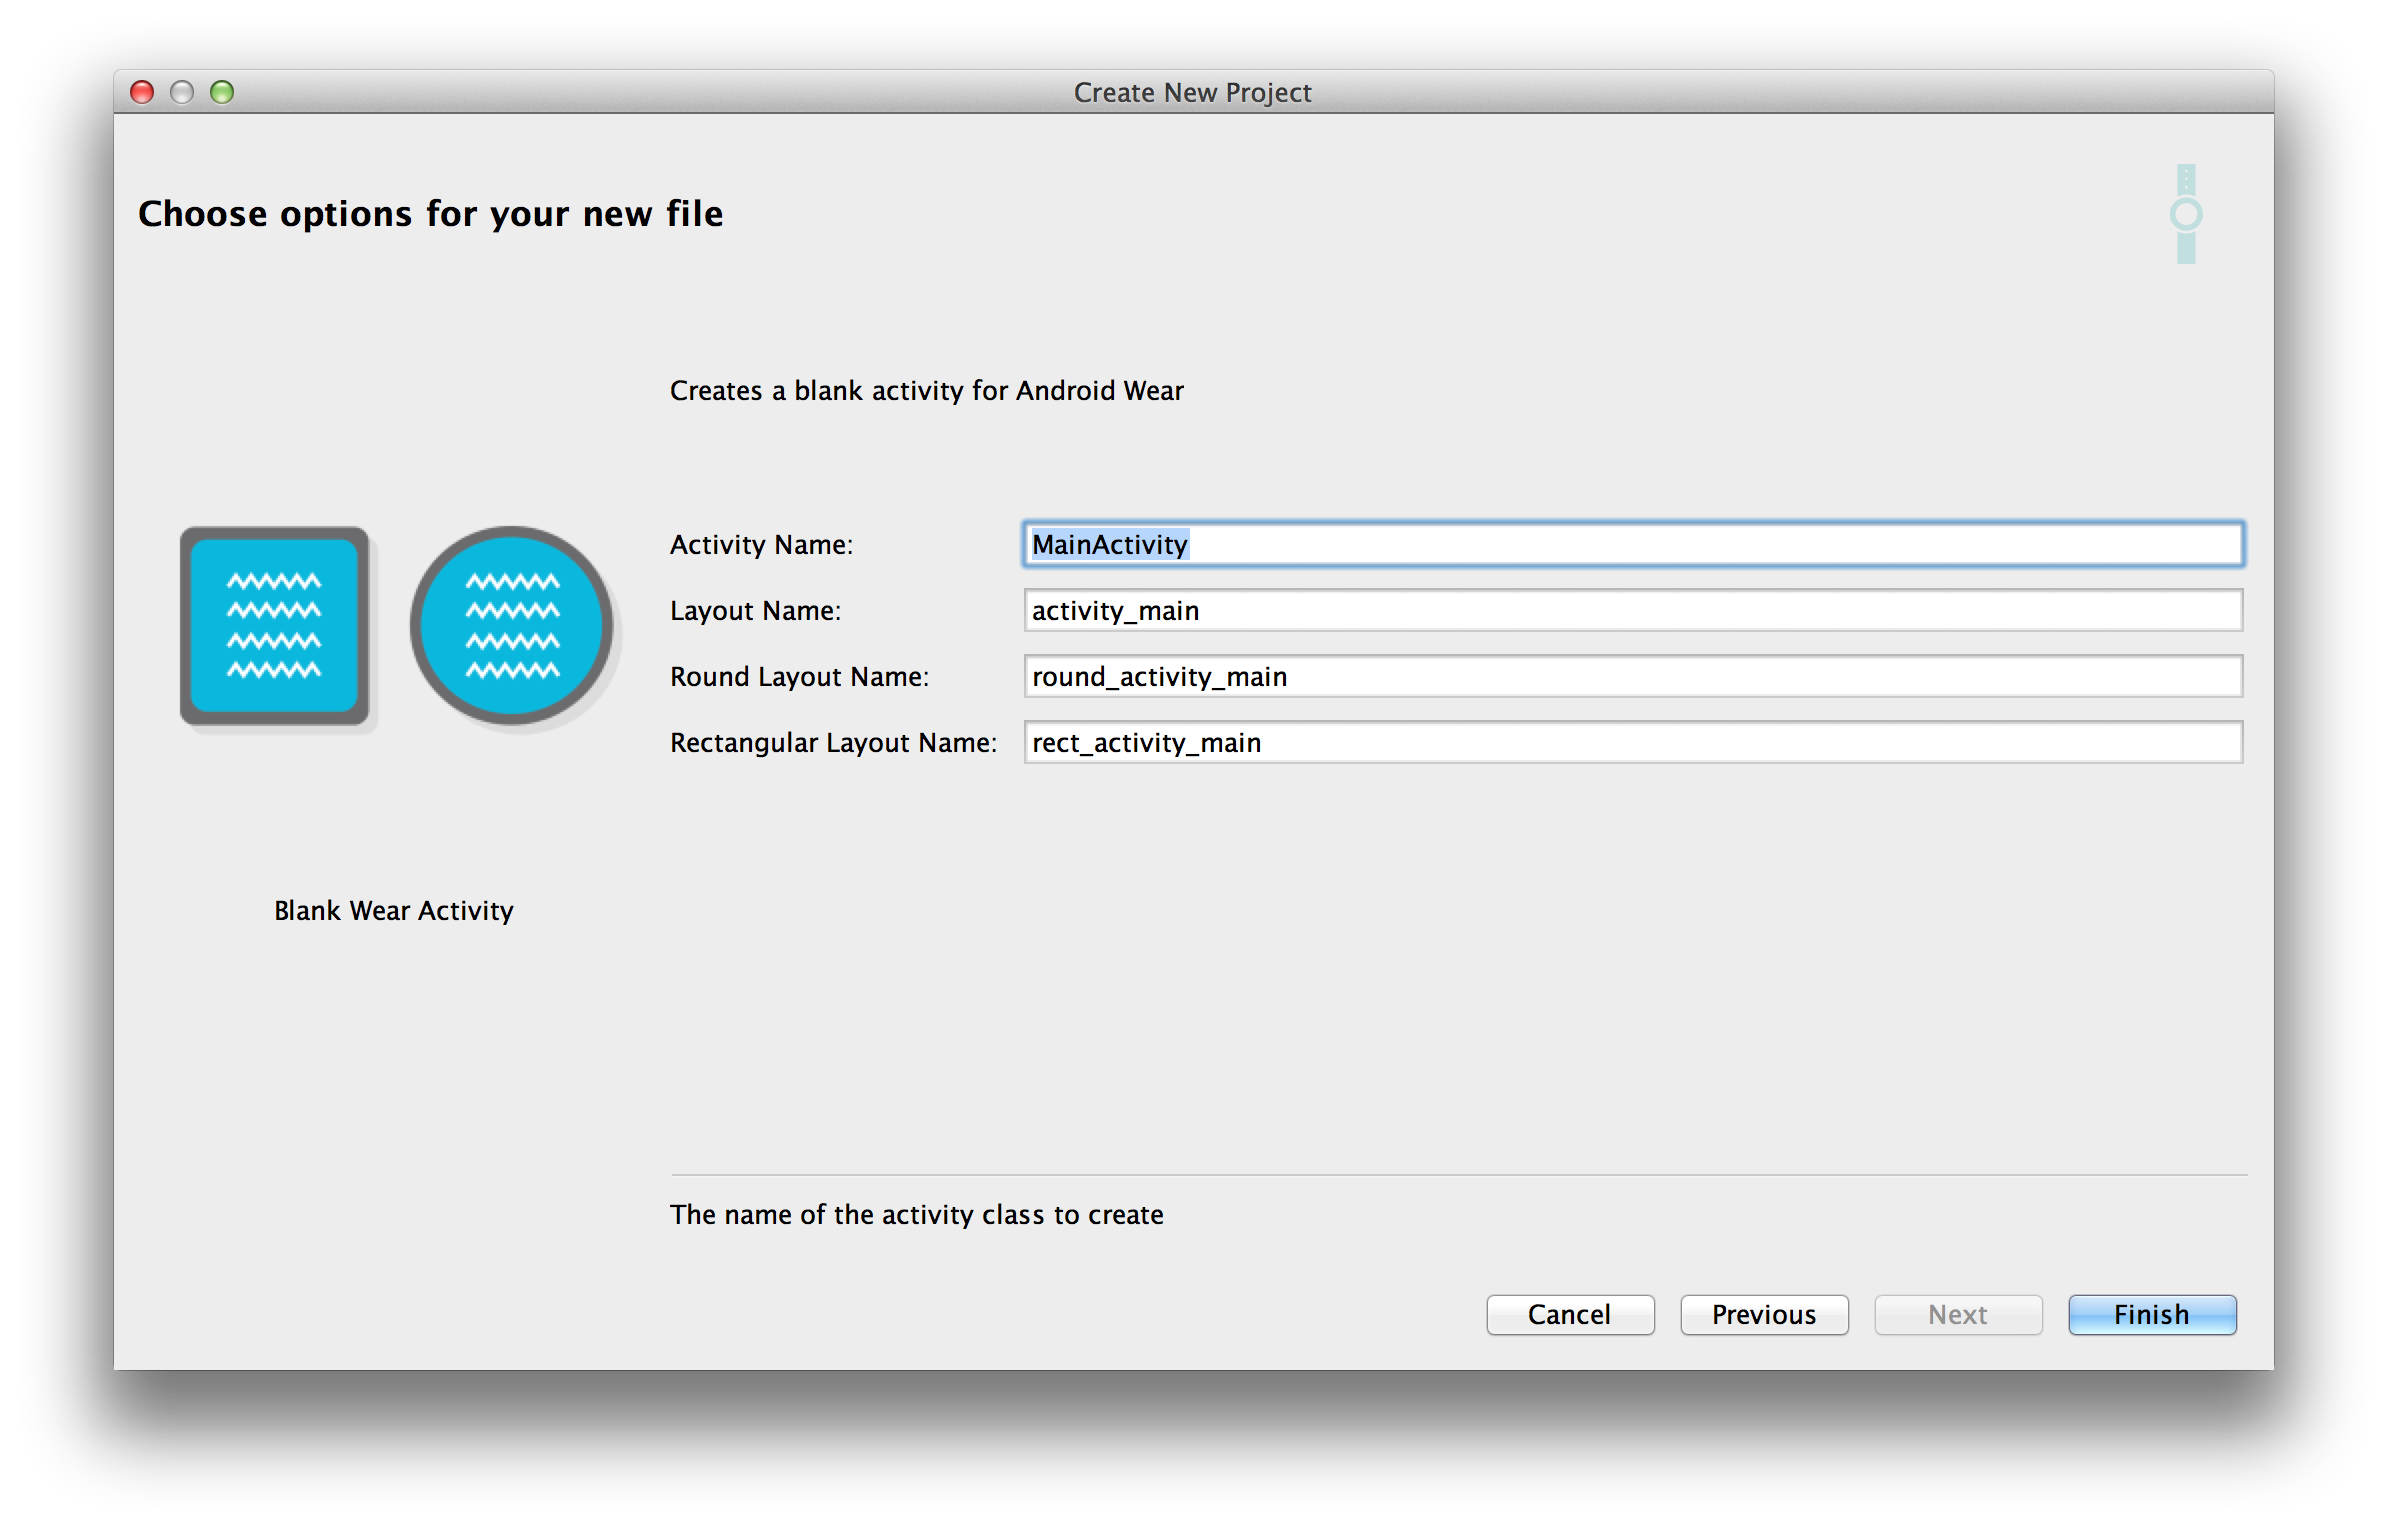 Create New Project
Choose options for your new file
Creates a blank activity for Android Wear
Activity Name: MainActivity
Layout Name: activity_main
Round Layout Name: round_activity_main
Rectangular Layout Name: rect_activity_main
Blank Wear Activity
The name of the activity class to create
Cancel Previous Next Finish